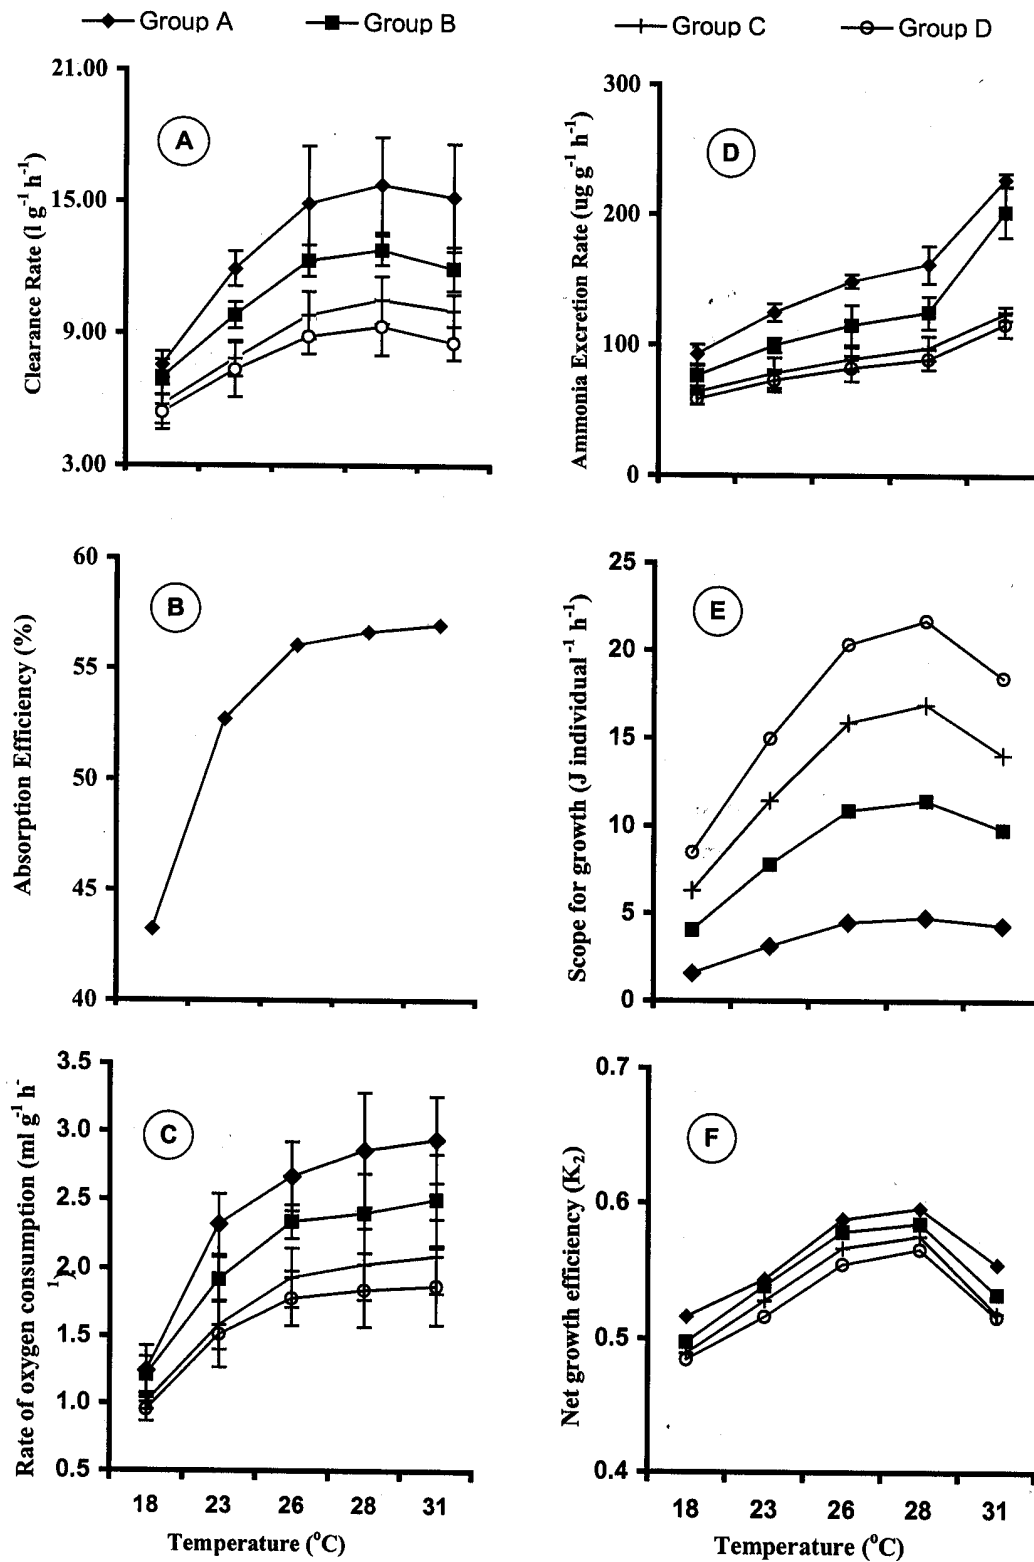 Group A Group B Group C Group D
A
Clearance Rate (l g⁻¹ h⁻¹)
21.00
15.00
9.00
3.00
D
Ammonia Excretion Rate (ug g⁻¹ h⁻¹)
300
200
100
0
B
Absorption Efficiency (%)
60
55
50
45
40
E
Scope for growth (J individual⁻¹ h⁻¹)
25
20
15
10
5
0
C
Rate of oxygen consumption (ml g⁻¹ h⁻
¹)
3.5
3.0
2.5
2.0
1.5
1.0
0.5
18 23 26 28 31
Temperature (°C)
F
Net growth efficiency (K₂)
0.7
0.6
0.5
0.4
18 23 26 28 31
Temperature (°C)